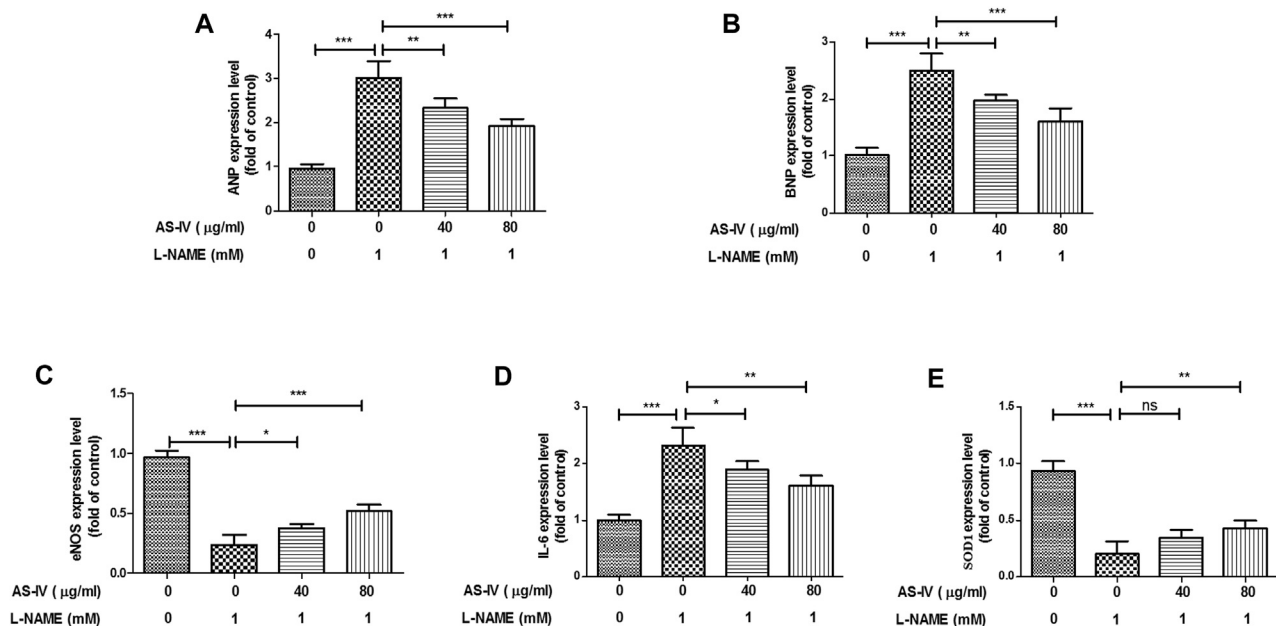 A
***
***
**
ANP expression level
(fold of control)
4
3
2
1
0
AS-IV ( μg/ml) 0 0 40 80
L-NAME (mM) 0 1 1 1
B
***
***
**
BNP expression level
(fold of control)
3
2
1
0
AS-IV ( μg/ml) 0 0 40 80
L-NAME (mM) 0 1 1 1
C
***
***
*
eNOS expression level
(fold of control)
1.5
1.0
0.5
0.0
AS-IV ( μg/ml) 0 0 40 80
L-NAME (mM) 0 1 1 1
D
**
***
*
IL-6 expression level
(fold of control)
3
2
1
0
AS-IV ( μg/ml) 0 0 40 80
L-NAME (mM) 0 1 1 1
E
**
***
ns
SOD1 expression level
(fold of control)
1.5
1.0
0.5
0.0
AS-IV ( μg/ml) 0 0 40 80
L-NAME (mM) 0 1 1 1